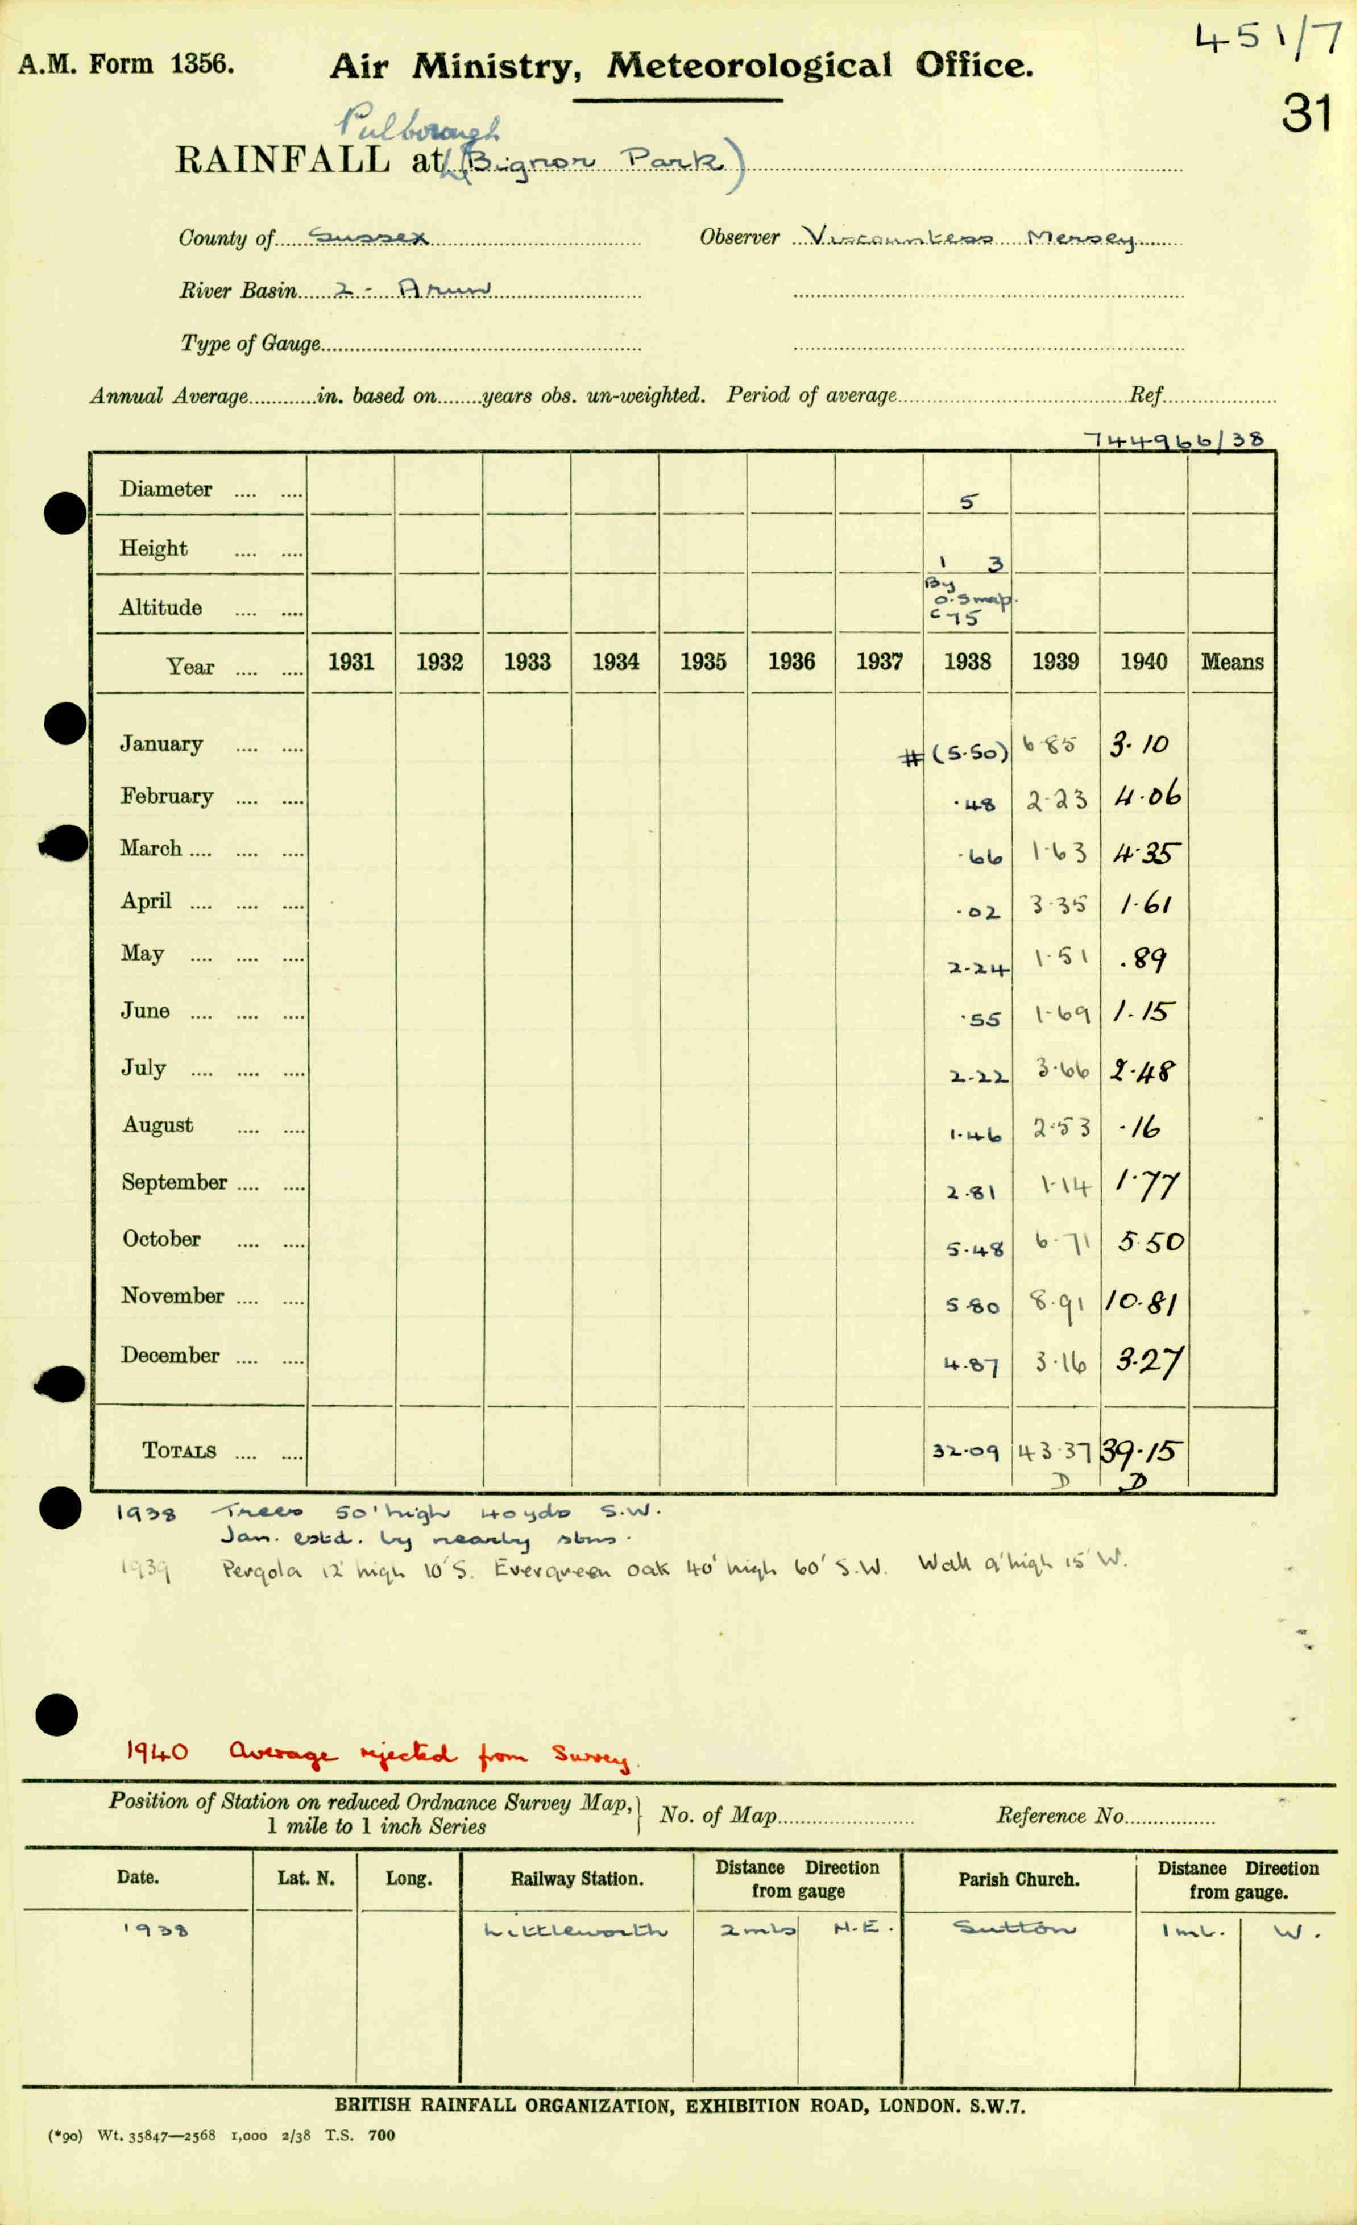 451/7
A.M. Form 1356. Air Ministry, Meteorological Office.
31
Pulborough
RAINFALL at (Bignor Park)
County of Sussex Observer Viscountess Mersey
River Basin 2 - Arun
Type of Gauge
Annual Average in. based on years obs. un-weighted. Period of average Ref.
744966/38
Diameter 5
Height 1 3
Altitude By O.S map. c 75
Year 1931 1932 1933 1934 1935 1936 1937 1938 1939 1940 Means
January # (5.50) 6.85 3.10
February .48 2.23 4.06
March .66 1.63 4.35
April .02 3.35 1.61
May 2.24 1.51 .89
June .55 1.69 1.15
July 2.22 3.66 2.48
August 1.46 2.53 .16
September 2.81 1.14 1.77
October 5.48 6.71 5.50
November 5.80 8.91 10.81
December 4.87 3.16 3.27
TOTALS 32.09 43.37 39.15
D D
1938 Trees 50' high 40 yds S.W.
Jan. estd. by nearby stns.
1939 Pergola 12' high 10' S. Evergreen oak 40' high 60' S.W. Wall 9' high 15' W.
1940 Average rejected from Survey.
Position of Station on reduced Ordnance Survey Map, 1 mile to 1 inch Series } No. of Map Reference No.
Date. Lat. N. Long. Railway Station. Distance Direction from gauge Parish Church. Distance Direction from gauge.
1938 Littleworth 2 mls N.E. Sutton 1 ml. W.
BRITISH RAINFALL ORGANIZATION, EXHIBITION ROAD, LONDON. S.W.7.
(*90) Wt. 35847—2568 1,000 2/38 T.S. 700